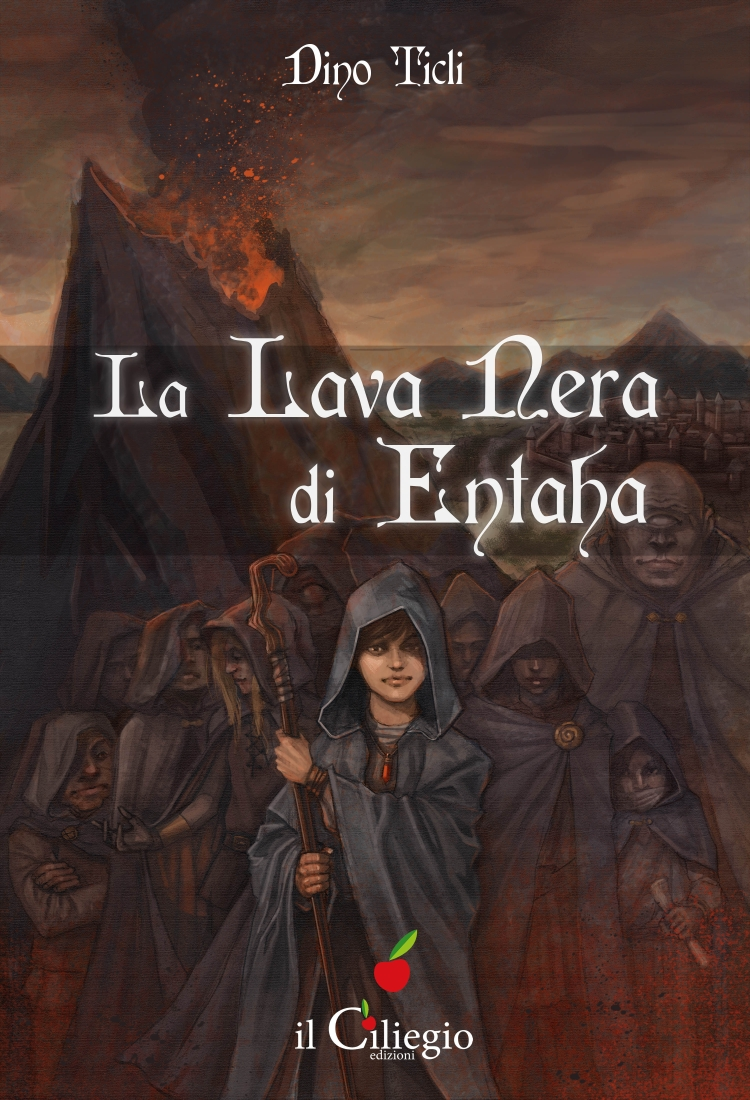 Dino Ticli
La Lava Nera
di Entaha
il Ciliegio
edizioni